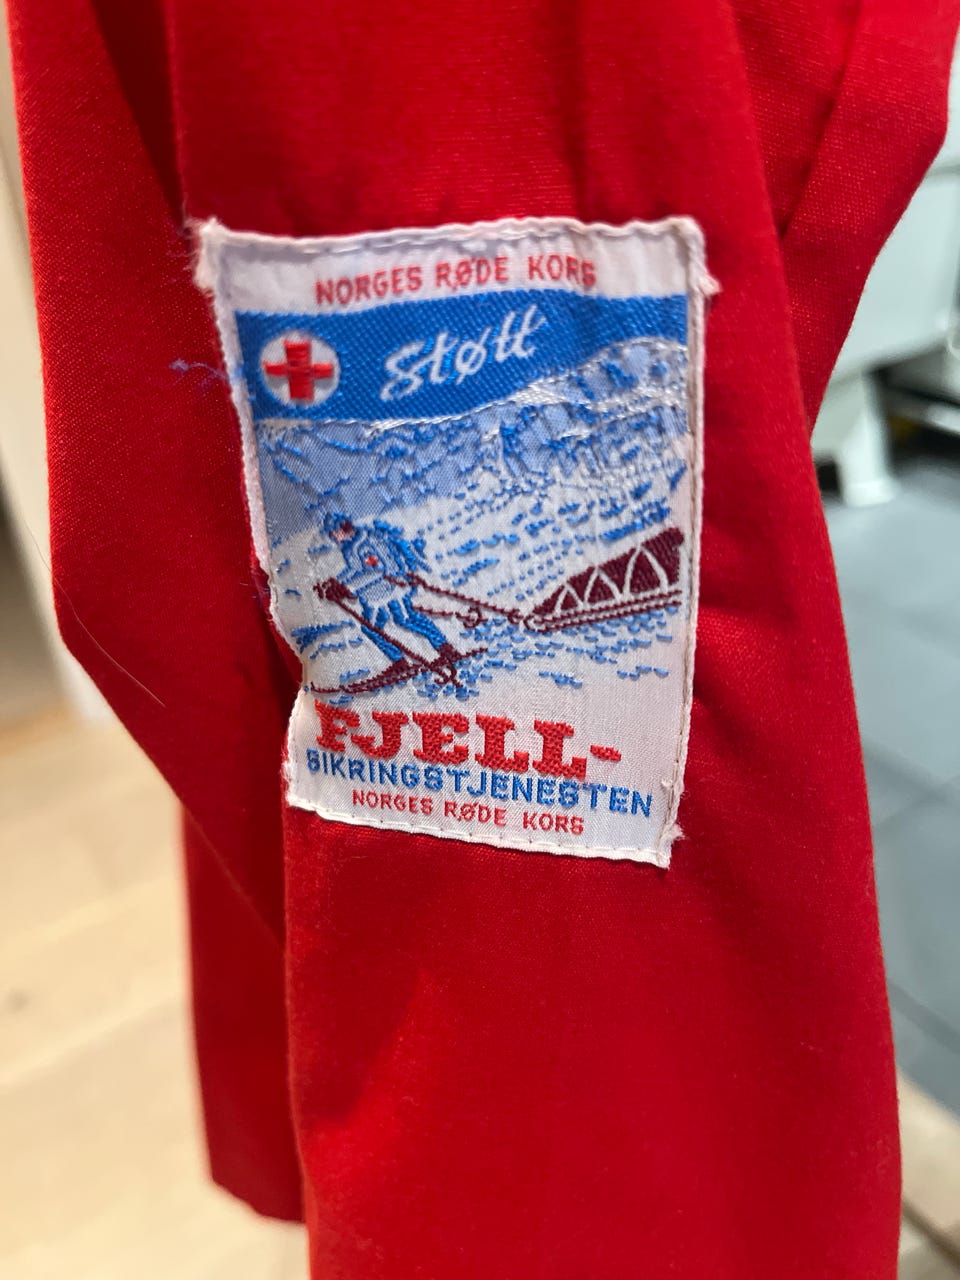 NORGES RØDE KORS
Støtt
FJELL-
SIKRINGSTJENESTEN
NORGES RØDE KORS